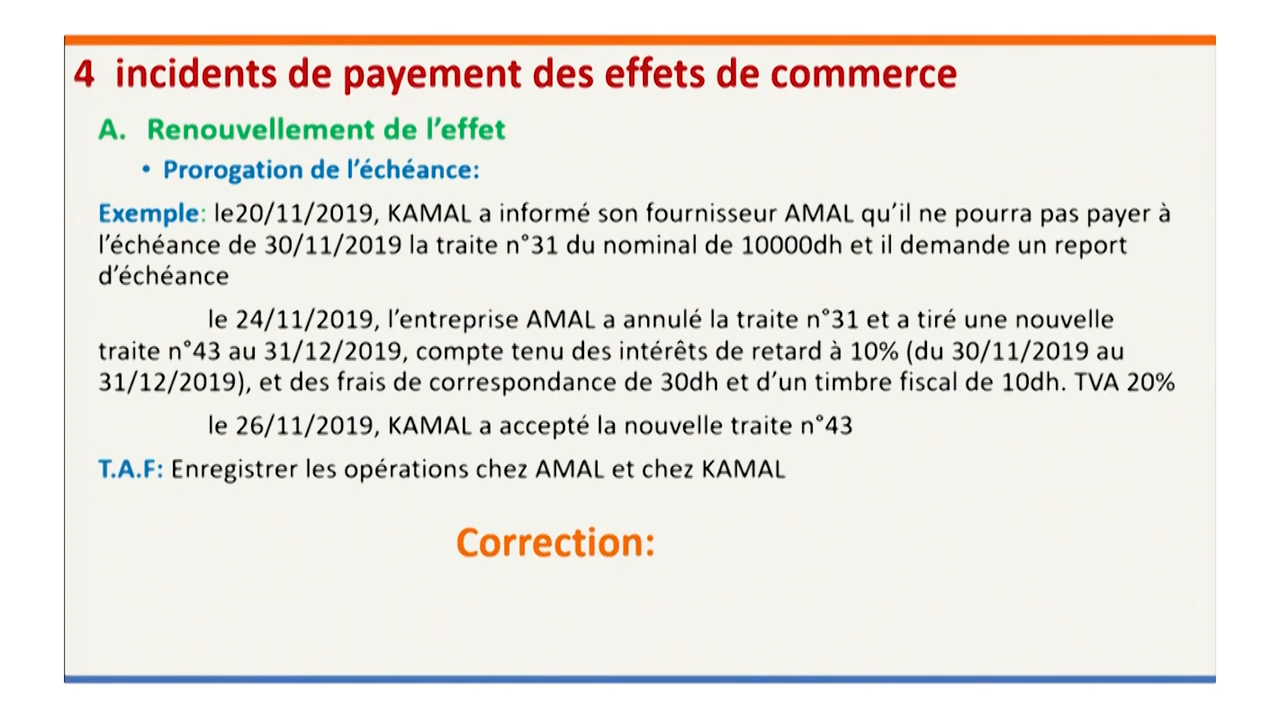 4 incidents de payement des effets de commerce
A. Renouvellement de l'effet
• Prorogation de l'échéance:
Exemple: le20/11/2019, KAMAL a informé son fournisseur AMAL qu'il ne pourra pas payer à
l'échéance de 30/11/2019 la traite n°31 du nominal de 10000dh et il demande un report
d'échéance
le 24/11/2019, l'entreprise AMAL a annulé la traite n°31 et a tiré une nouvelle
traite n°43 au 31/12/2019, compte tenu des intérêts de retard à 10% (du 30/11/2019 au
31/12/2019), et des frais de correspondance de 30dh et d'un timbre fiscal de 10dh. TVA 20%
le 26/11/2019, KAMAL a accepté la nouvelle traite n°43
T.A.F: Enregistrer les opérations chez AMAL et chez KAMAL
Correction: